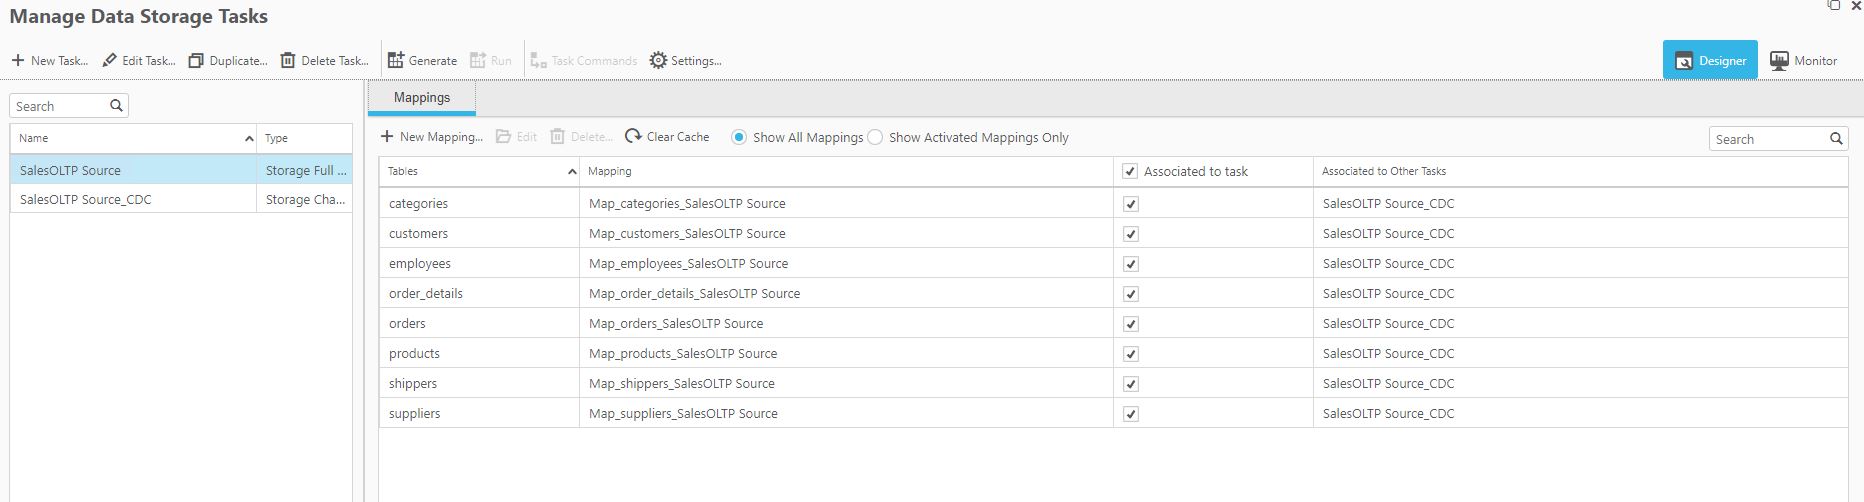 Manage Data Storage Tasks
New Task... Edit Task... Duplicate... Delete Task... Generate Run Task Commands Settings... Designer Monitor
Search
Name Type
SalesOLTP Source Storage Full ...
SalesOLTP Source_CDC Storage Cha...
Mappings
New Mapping... Edit Delete... Clear Cache Show All Mappings Show Activated Mappings Only Search
Tables Mapping Associated to task Associated to Other Tasks
categories Map_categories_SalesOLTP Source SalesOLTP Source_CDC
customers Map_customers_SalesOLTP Source SalesOLTP Source_CDC
employees Map_employees_SalesOLTP Source SalesOLTP Source_CDC
order_details Map_order_details_SalesOLTP Source SalesOLTP Source_CDC
orders Map_orders_SalesOLTP Source SalesOLTP Source_CDC
products Map_products_SalesOLTP Source SalesOLTP Source_CDC
shippers Map_shippers_SalesOLTP Source SalesOLTP Source_CDC
suppliers Map_suppliers_SalesOLTP Source SalesOLTP Source_CDC